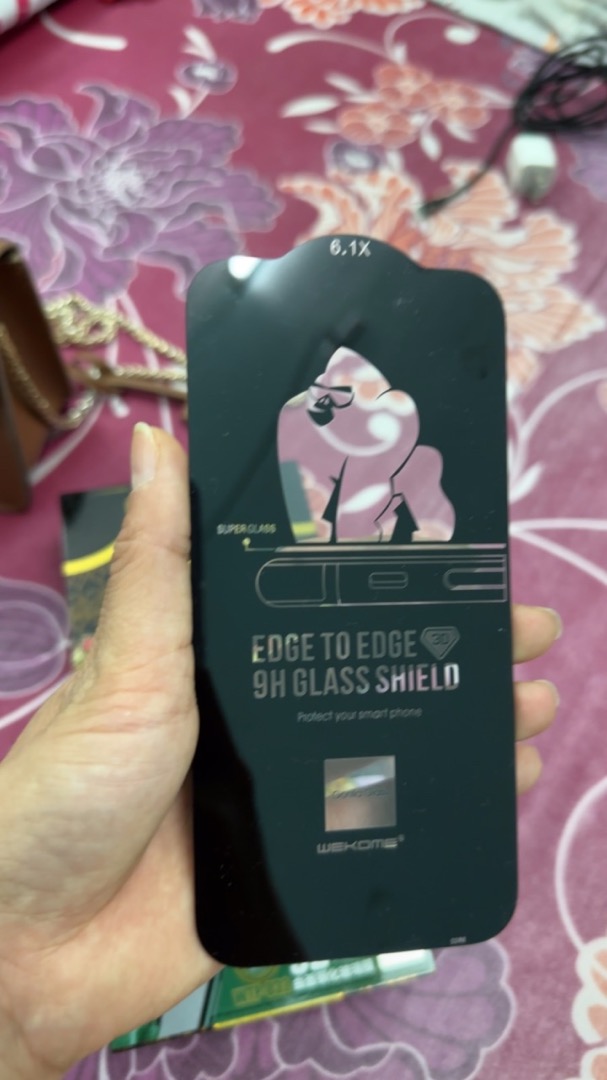 6.1X
SUPER GLASS
EDGE TO EDGE 3D
9H GLASS SHIELD
Protect your smart phone
WEKOME®